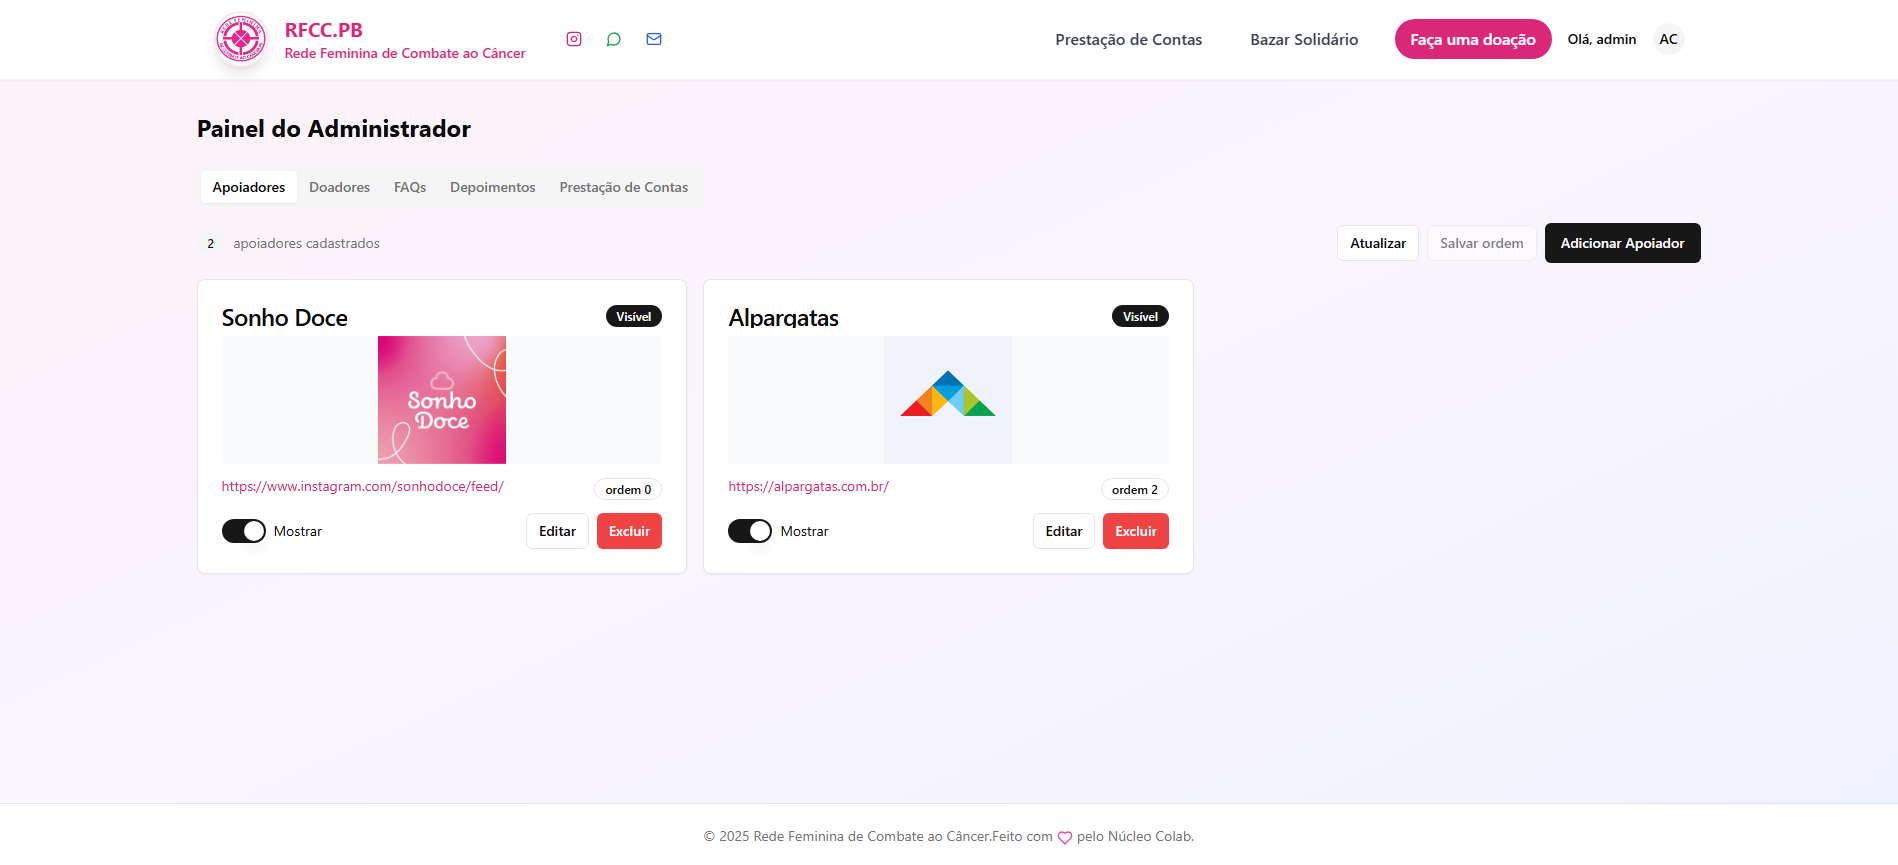 RFCC.PB
Rede Feminina de Combate ao Câncer
Prestação de Contas
Bazar Solidário
Faça uma doação
Olá, admin
AC
Painel do Administrador
Apoiadores
Doadores
FAQs
Depoimentos
Prestação de Contas
2 apoiadores cadastrados
Atualizar
Salvar ordem
Adicionar Apoiador
Sonho Doce
Visível
Sonho
Doce
https://www.instagram.com/sonhodoce/feed/
ordem 0
Mostrar
Editar
Excluir
Alpargatas
Visível
https://alpargatas.com.br/
ordem 2
Mostrar
Editar
Excluir
© 2025 Rede Feminina de Combate ao Câncer.Feito com pelo Núcleo Colab.